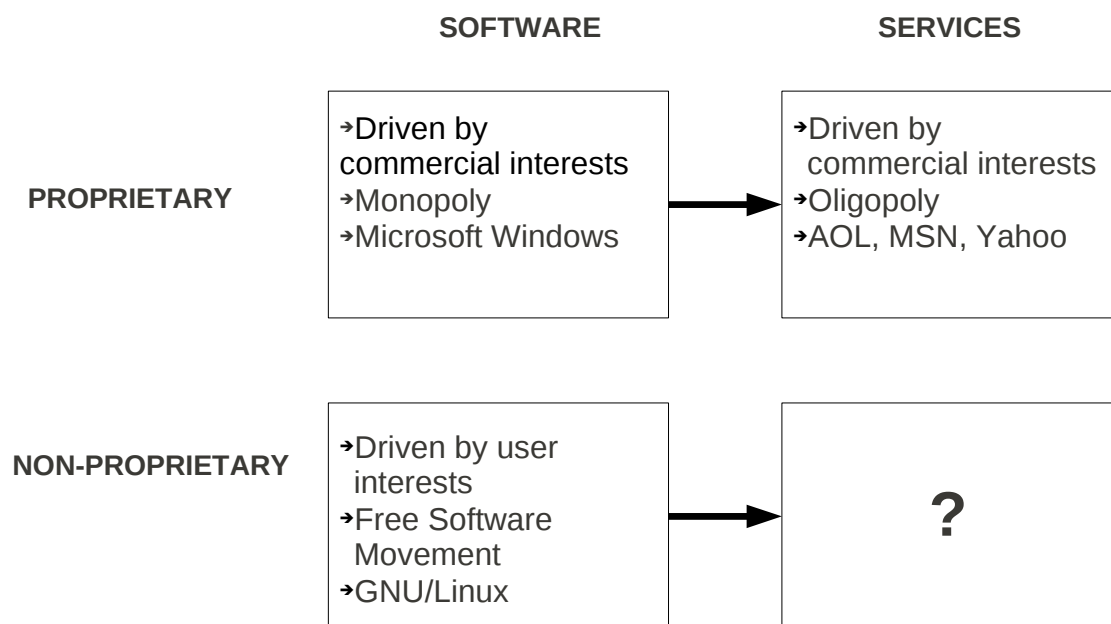 SOFTWARE
SERVICES
PROPRIETARY
➔Driven by
commercial interests
➔Monopoly
➔Microsoft Windows
➔Driven by
commercial interests
➔Oligopoly
➔AOL, MSN, Yahoo
NON-PROPRIETARY
➔Driven by user
interests
➔Free Software
Movement
➔GNU/Linux
?